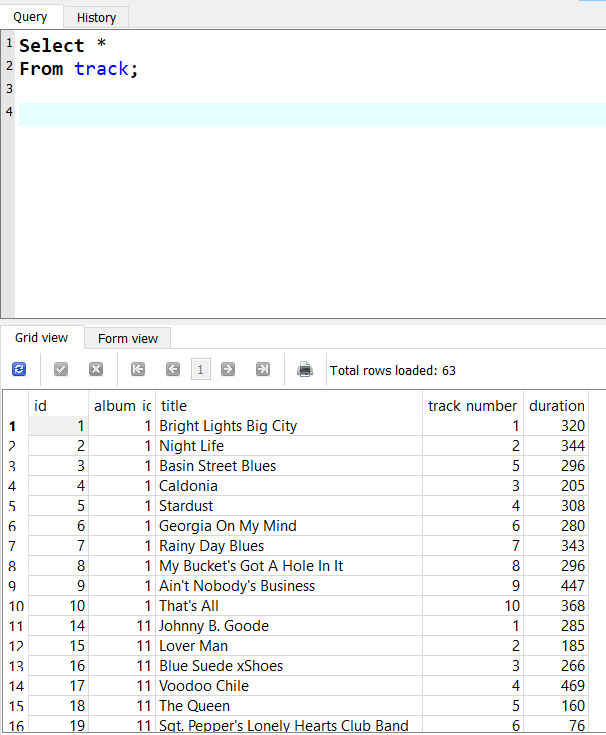 Query History
1 Select *
2 From track;
3
4
Grid view Form view
1 Total rows loaded: 63
id album_id title track_number duration
1 1 1 Bright Lights Big City 1 320
2 2 1 Night Life 2 344
3 3 1 Basin Street Blues 5 296
4 4 1 Caldonia 3 205
5 5 1 Stardust 4 308
6 6 1 Georgia On My Mind 6 280
7 7 1 Rainy Day Blues 7 343
8 8 1 My Bucket's Got A Hole In It 8 296
9 9 1 Ain't Nobody's Business 9 447
10 10 1 That's All 10 368
11 14 11 Johnny B. Goode 1 285
12 15 11 Lover Man 2 185
13 16 11 Blue Suede xShoes 3 266
14 17 11 Voodoo Chile 4 469
15 18 11 The Queen 5 160
16 19 11 Sgt. Pepper's Lonely Hearts Club Band 6 76